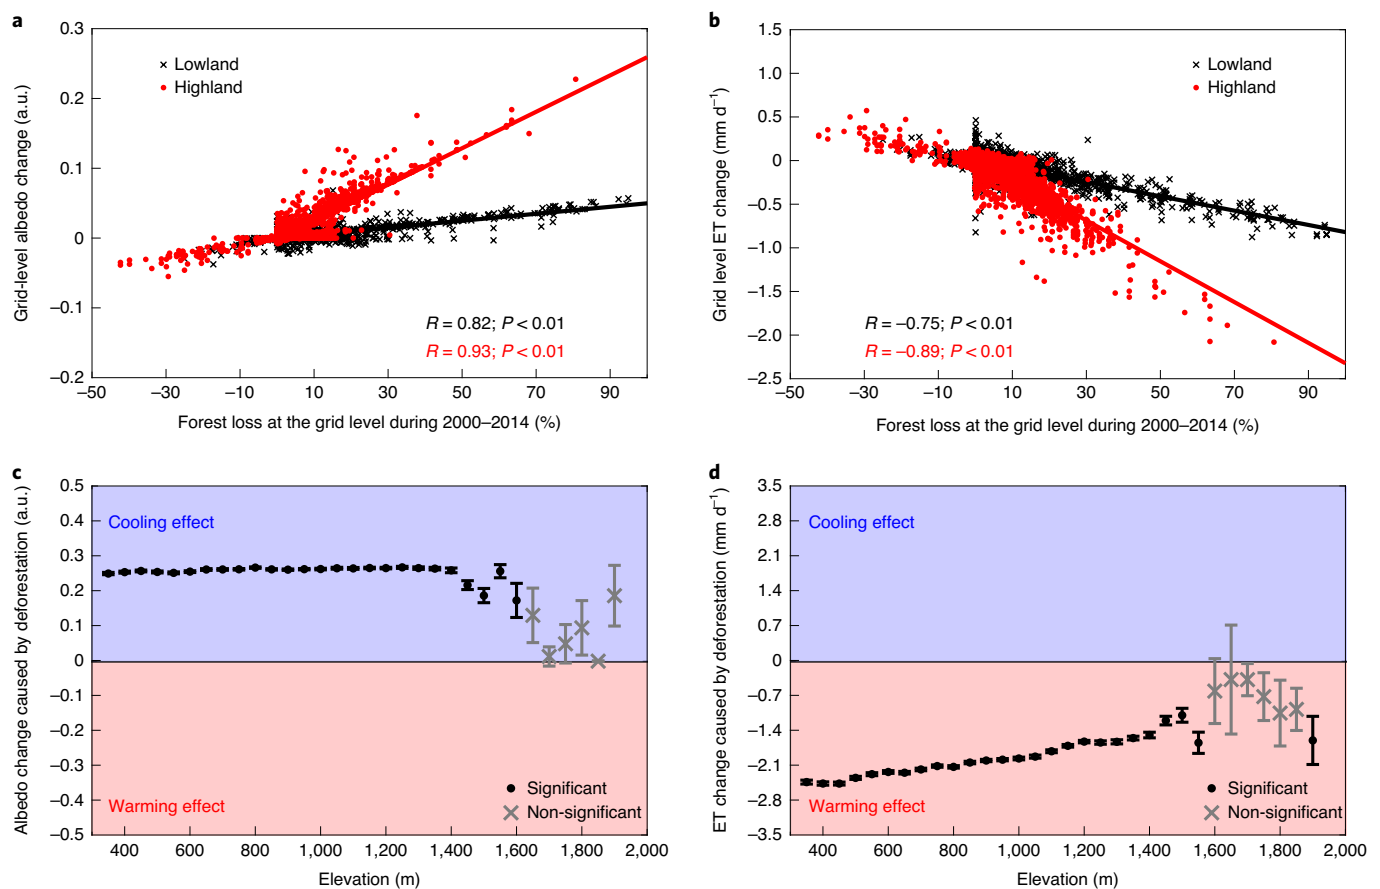 a
Grid-level albedo change (a.u.)
0.3
0.2
0.1
0
−0.1
−0.2
× Lowland
Highland
R = 0.82; P < 0.01
R = 0.93; P < 0.01
−50 −30 −10 10 30 50 70 90
Forest loss at the grid level during 2000–2014 (%)
b
Grid level ET change (mm d−1)
1.5
1.0
0.5
0
−0.5
−1.0
−1.5
−2.0
−2.5
× Lowland
Highland
R = −0.75; P < 0.01
R = −0.89; P < 0.01
−50 −30 −10 10 30 50 70 90
Forest loss at the grid level during 2000–2014 (%)
c
Albedo change caused by deforestation (a.u.)
0.5
0.4
0.3
0.2
0.1
0
−0.1
−0.2
−0.3
−0.4
−0.5
Cooling effect
Warming effect
Significant
Non-significant
400 600 800 1,000 1,200 1,400 1,600 1,800 2,000
Elevation (m)
d
ET change caused by deforestation (mm d−1)
3.5
2.8
2.1
1.4
0.7
0
−0.7
−1.4
−2.1
−2.8
−3.5
Cooling effect
Warming effect
Significant
Non-significant
400 600 800 1,000 1,200 1,400 1,600 1,800 2,000
Elevation (m)